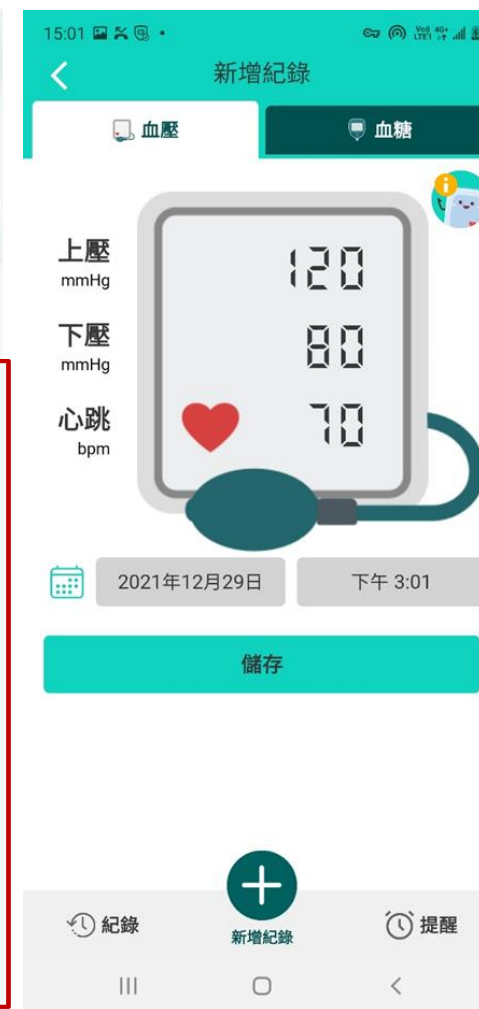 15:01
VoLTE1 4G+
新增紀錄
血壓
血糖
上壓
mmHg
120
下壓
mmHg
80
心跳
bpm
70
2021年12月29日
下午 3:01
儲存
紀錄
新增紀錄
提醒